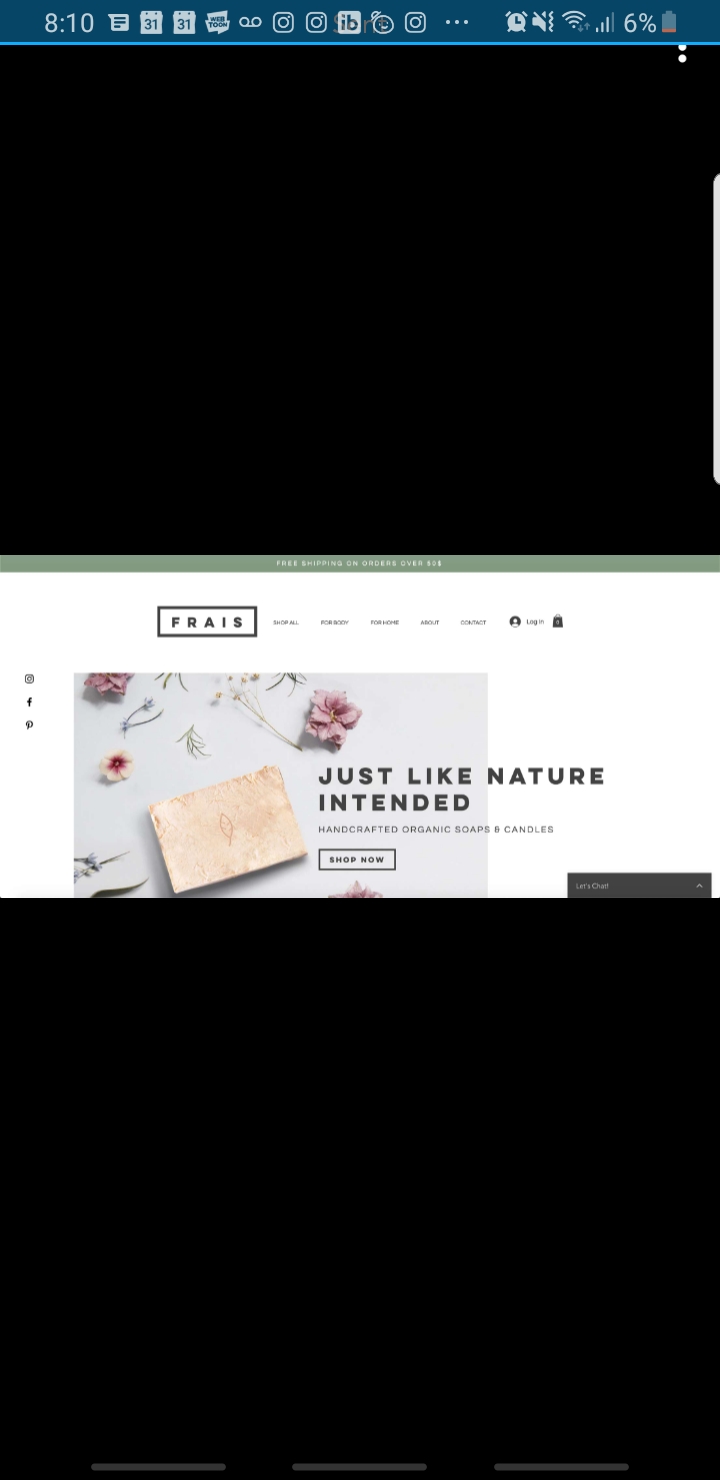 8:10
31
31
WEB
TOON
ib
6%
FREE SHIPPING ON ORDERS OVER 50$
FRAIS
SHOP ALL
FOR BODY
FOR HOME
ABOUT
CONTACT
Log In
0
JUST LIKE NATURE
INTENDED
HANDCRAFTED ORGANIC SOAPS & CANDLES
SHOP NOW
Let's Chat!